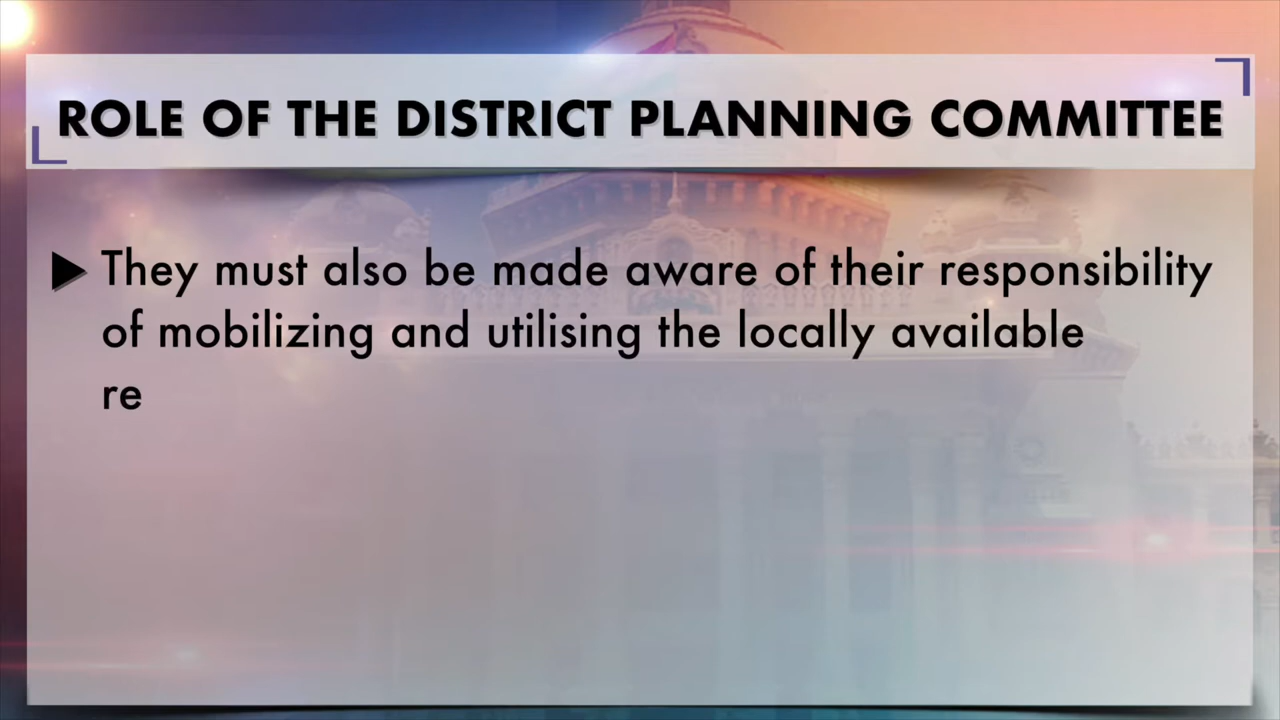 ROLE OF THE DISTRICT PLANNING COMMITTEE
They must also be made aware of their responsibility
of mobilizing and utilising the locally available
re